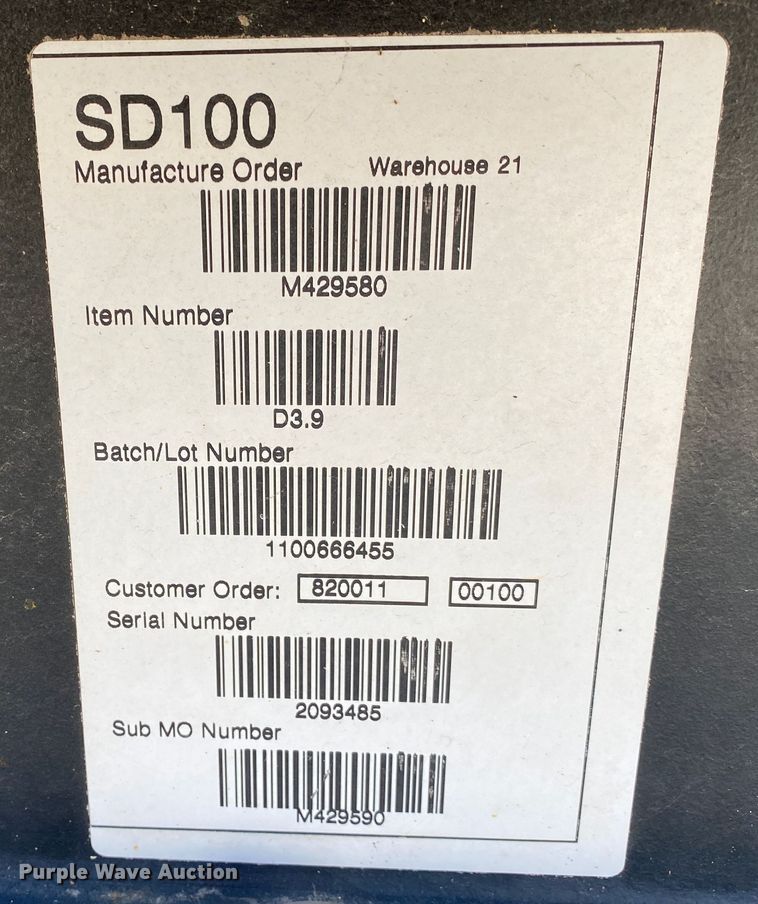 SD100
Manufacture Order Warehouse 21
M429580
Item Number
D3.9
Batch/Lot Number
1100666455
Customer Order: 820011 00100
Serial Number
2093485
Sub MO Number
M429590
Purple Wave Auction